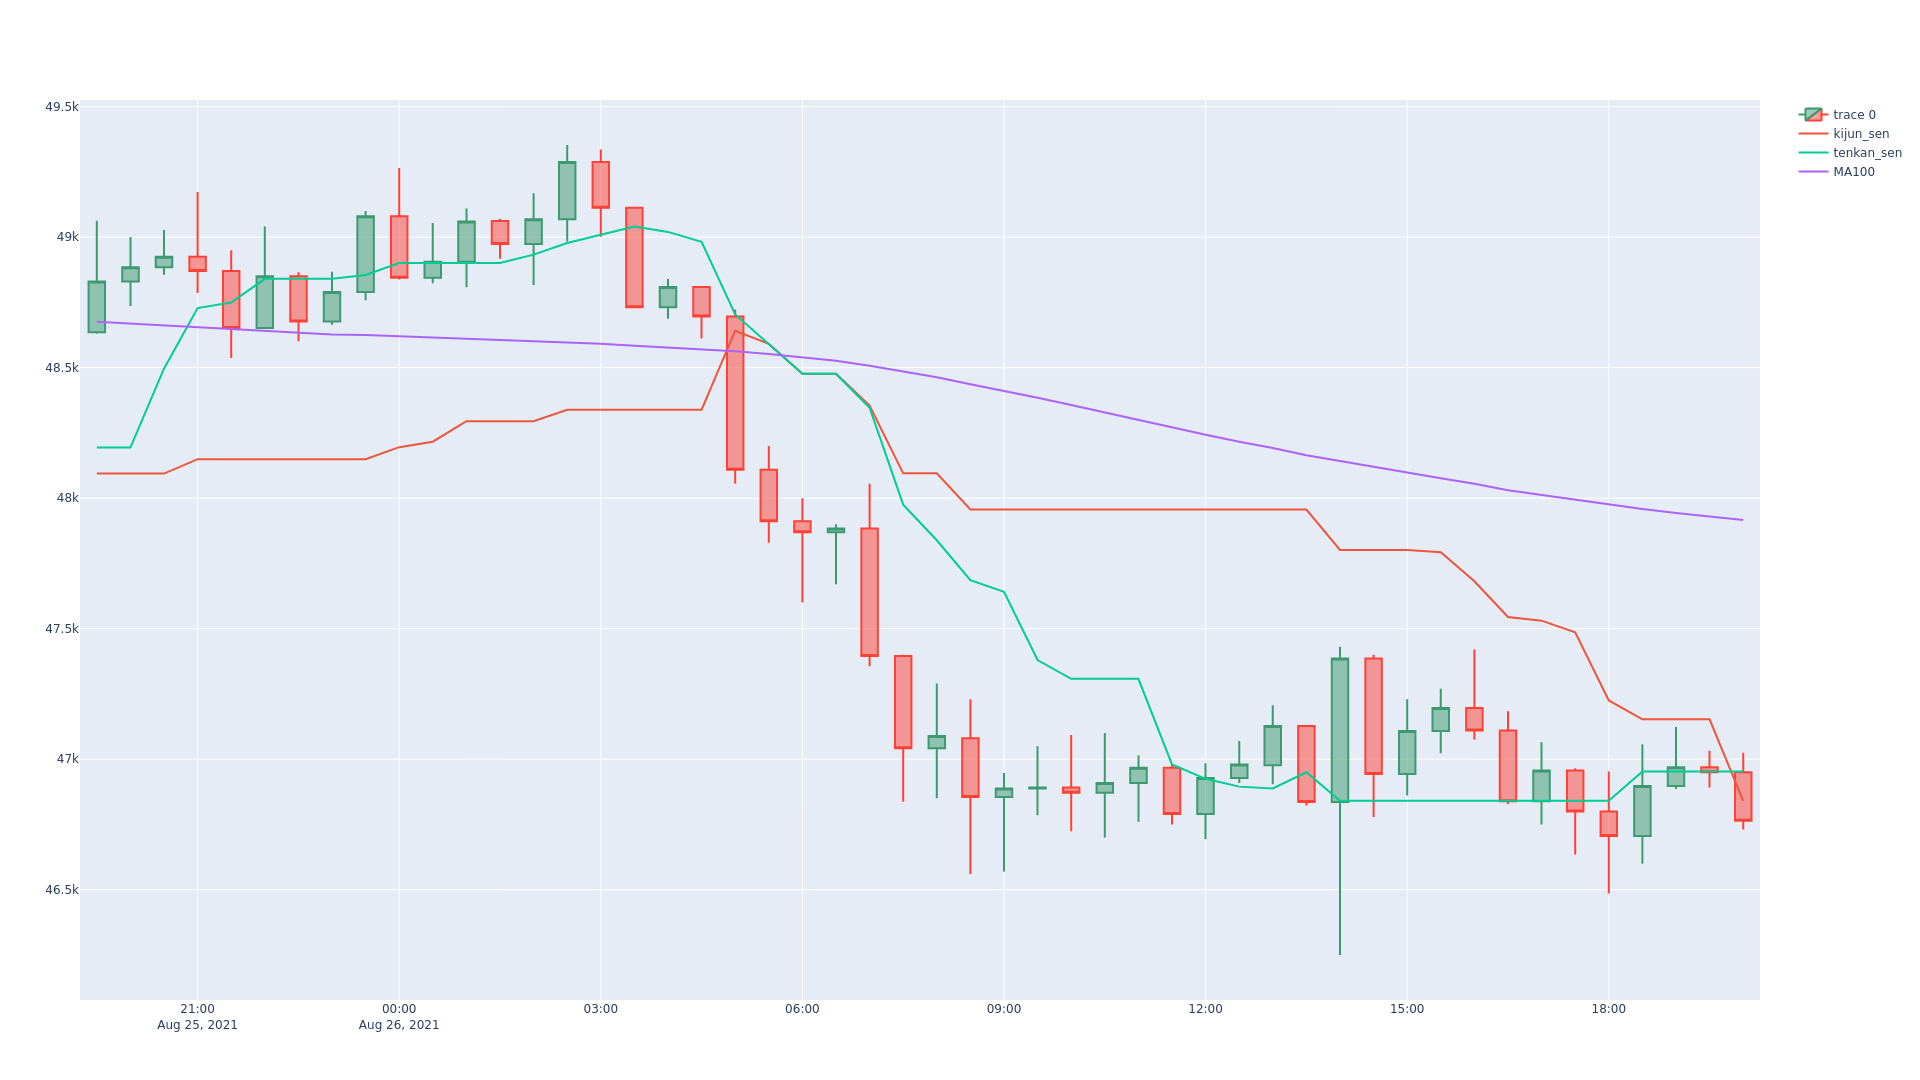 49.5k
49k
48.5k
48k
47.5k
47k
46.5k
21:00
Aug 25, 2021
00:00
Aug 26, 2021
03:00
06:00
09:00
12:00
15:00
18:00
trace 0
kijun_sen
tenkan_sen
MA100